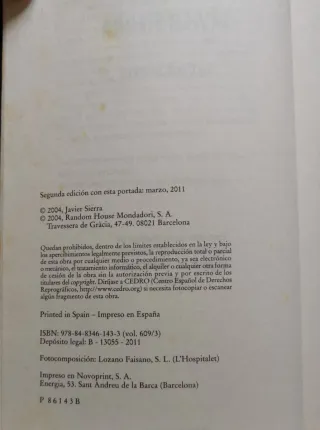 Segunda edición con esta portada: marzo, 2011
© 2004, Javier Sierra
© 2004, Random House Mondadori, S. A.
Travessera de Gràcia, 47-49. 08021 Barcelona
Quedan prohibidos, dentro de los límites establecidos en la ley y bajo
los apercibimientos legalmente previstos, la reproducción total o parcial
de esta obra por cualquier medio o procedimiento, ya sea electrónico
o mecánico, el tratamiento informático, el alquiler o cualquier otra forma
de cesión de la obra sin la autorización previa y por escrito de los
titulares del copyright. Diríjase a CEDRO (Centro Español de Derechos
Reprográficos, http://www.cedro.org) si necesita fotocopiar o escanear
algún fragmento de esta obra.
Printed in Spain – Impreso en España
ISBN: 978-84-8346-143-3 (vol. 609/3)
Depósito legal: B - 13055 - 2011
Fotocomposición: Lozano Faisano, S. L. (L'Hospitalet)
Impreso en Novoprint, S. A.
Energía, 53. Sant Andreu de la Barca (Barcelona)
P 86143B